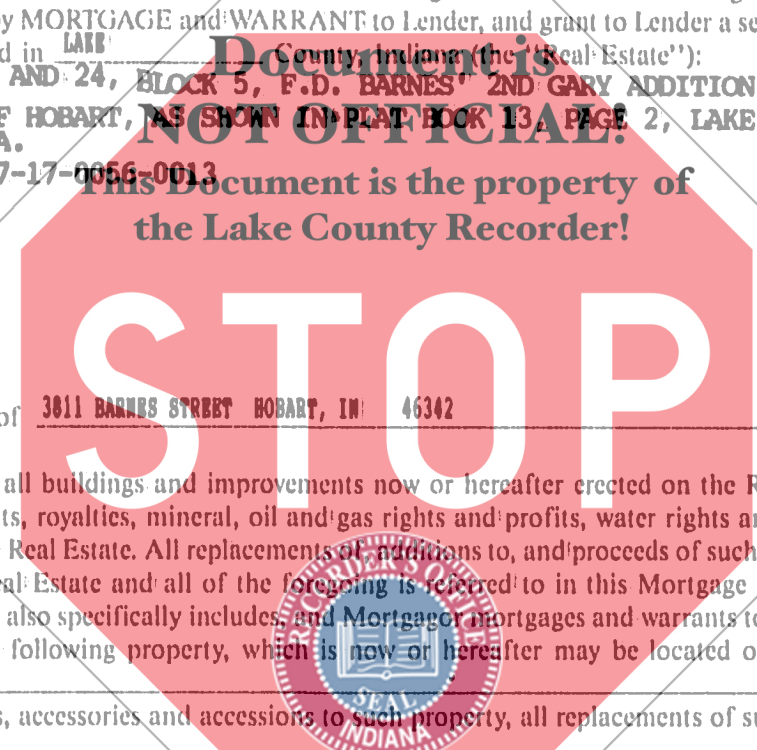 y MORTGAGE and WARRANT to Lender, and grant to Lender a se
d in LAKE County, Indiana (the "Real Estate"):
Document is
AND 24, BLOCK 5, F.D. BARNES" 2ND GARY ADDITION
NOT OFFICIAL!
F HOBART, AS SHOWN IN PLAT BOOK 13, PAGE 2, LAKE
A.
7-17-0056-0013
This Document is the property of
the Lake County Recorder!
STOP
of 3811 BARNES STREET HOBART, IN 46342
all buildings and improvements now or hereafter erected on the R
ts, royalties, mineral, oil and gas rights and profits, water rights a
Real Estate. All replacements of, additions to, and proceeds of such
al Estate and all of the foregoing is referred to in this Mortgage
also specifically includes, and Mortgagor mortgages and warrants to
following property, which is now or hereafter may be located o
RECORDER'S OFFICE
SEAL
INDIANA
s, accessories and accessions to such property, all replacements of su